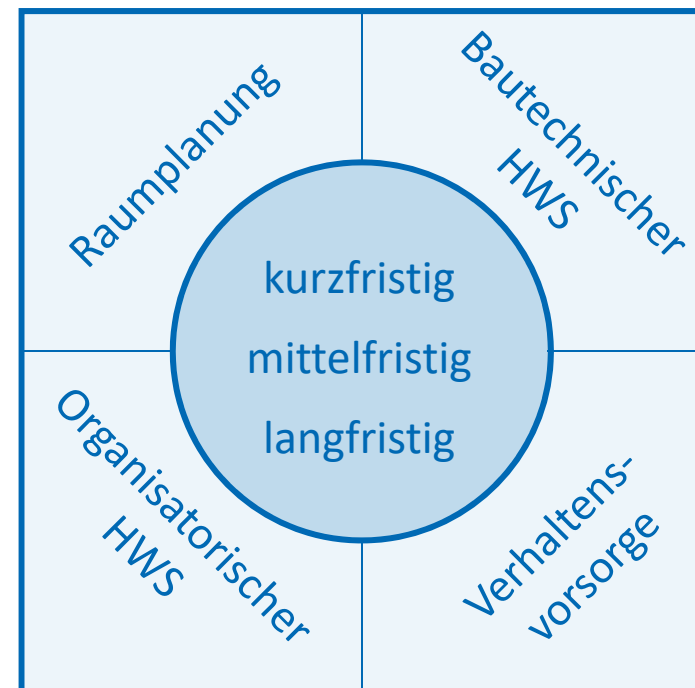 Raumplanung
Bautechnischer
HWS
kurzfristig
mittelfristig
langfristig
Organisatorischer
HWS
Verhaltens-
vorsorge